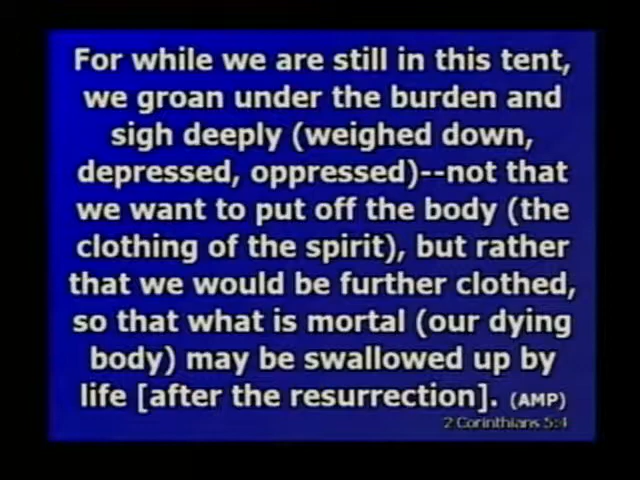 For while we are still in this tent,
we groan under the burden and
sigh deeply (weighed down,
depressed, oppressed)--not that
we want to put off the body (the
clothing of the spirit), but rather
that we would be further clothed,
so that what is mortal (our dying
body) may be swallowed up by
life [after the resurrection]. (AMP)
2 Corinthians 5:4